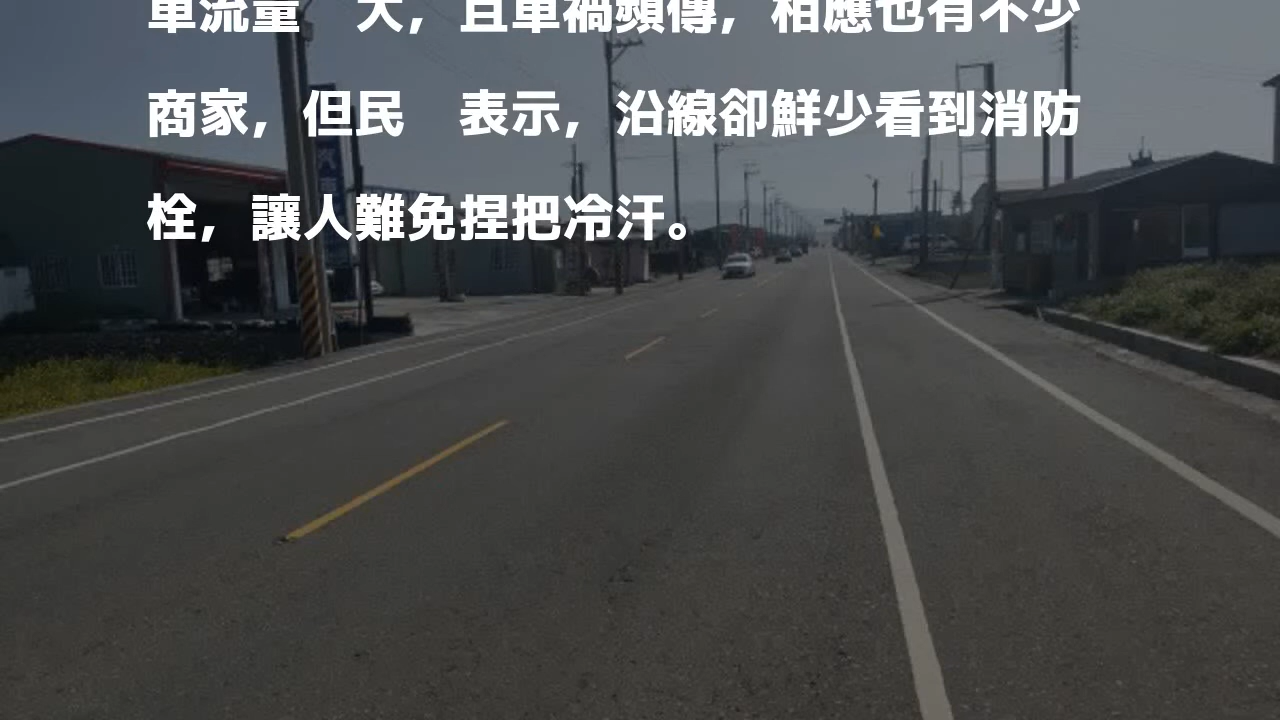 車流量　大，且車禍頻傳，相應也有不少
商家，但民　表示，沿線卻鮮少看到消防
栓，讓人難免捏把冷汗。